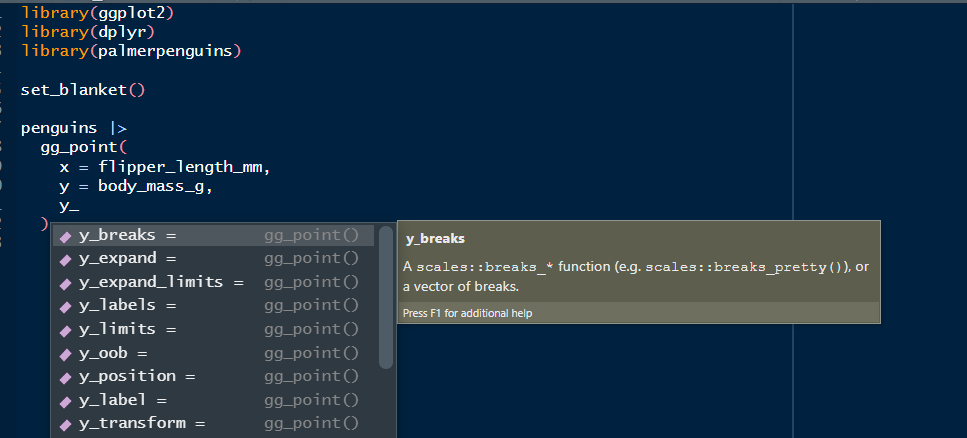 library(ggplot2)
library(dplyr)
library(palmerpenguins)
set_blanket()
penguins |>
gg_point(
x = flipper_length_mm,
y = body_mass_g,
y_
)
y_breaks = gg_point()
y_expand = gg_point()
y_expand_limits = gg_point()
y_labels = gg_point()
y_limits = gg_point()
y_oob = gg_point()
y_position = gg_point()
y_label = gg_point()
y_transform = gg_point()
y_breaks
A scales::breaks_* function (e.g. scales::breaks_pretty()), or
a vector of breaks.
Press F1 for additional help